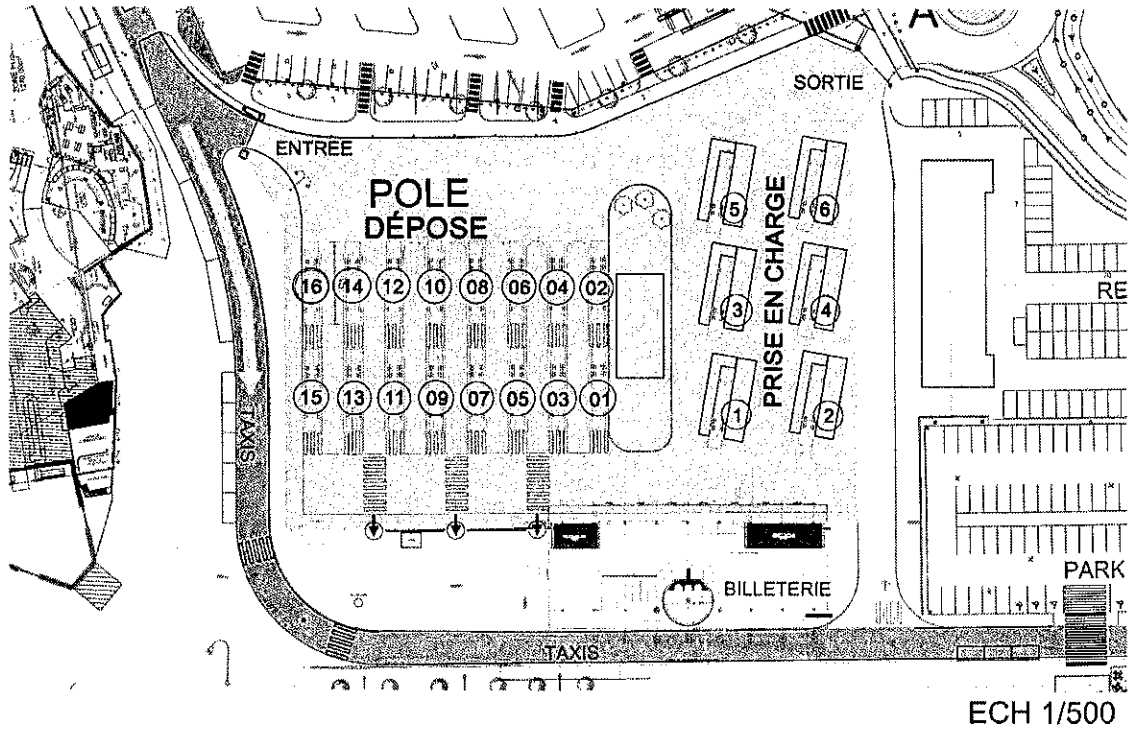 A
SORTIE
ENTRÉE
POLE
DÉPOSE
PRISE EN CHARGE
5
6
16
14
12
10
08
06
04
02
3
4
RE
15
13
11
09
07
05
03
01
1
2
TAXIS
PARK
BILLETERIE
TAXIS
ECH 1/500